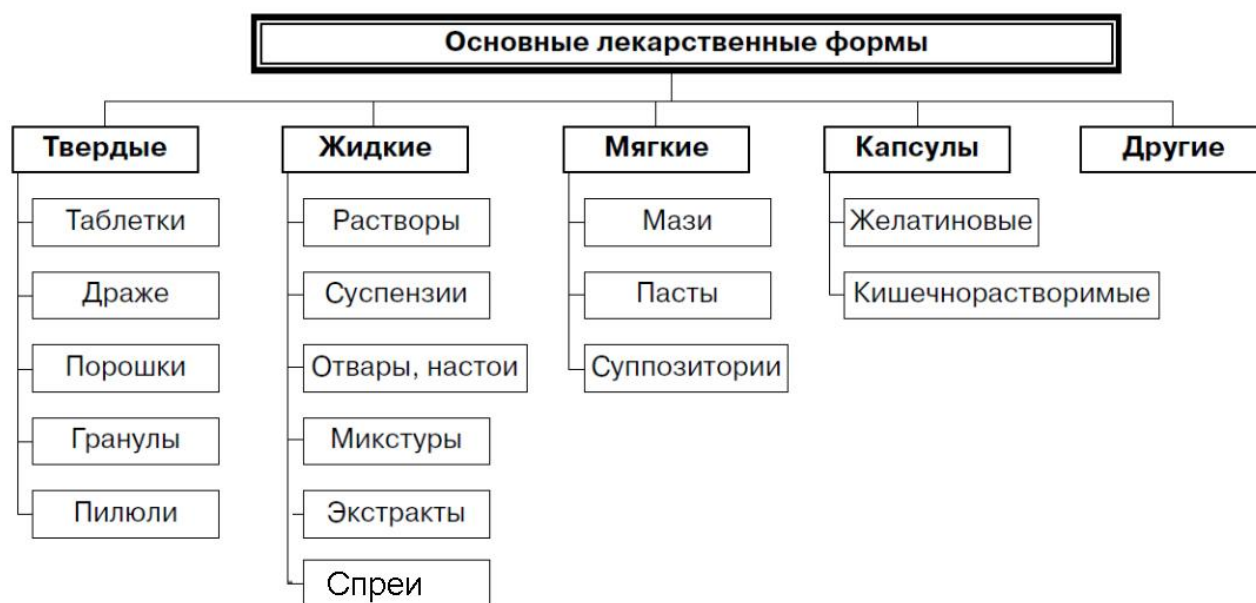 Основные лекарственные формы
Твердые
Таблетки
Драже
Порошки
Гранулы
Пилюли
Жидкие
Растворы
Суспензии
Отвары, настои
Микстуры
Экстракты
Спреи
Мягкие
Мази
Пасты
Суппозитории
Капсулы
Желатиновые
Кишечнорастворимые
Другие